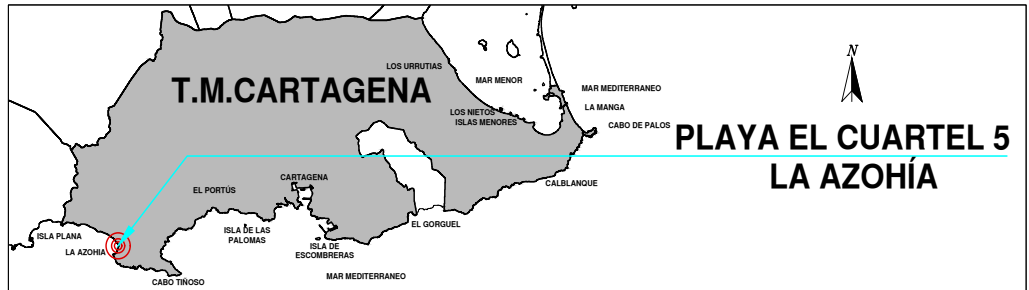 N
LOS URRUTIAS
MAR MENOR
T.M.CARTAGENA
MAR MEDITERRANEO
LA MANGA
LOS NIETOS
ISLAS MENORES
CABO DE PALOS
PLAYA EL CUARTEL 5
LA AZOHÍA
CARTAGENA
CALBLANQUE
EL PORTÚS
EL GORGUEL
ISLA PLANA
ISLA DE LAS
PALOMAS
LA AZOHIA
ISLA DE
ESCOMBRERAS
CABO TIÑOSO
MAR MEDITERRANEO